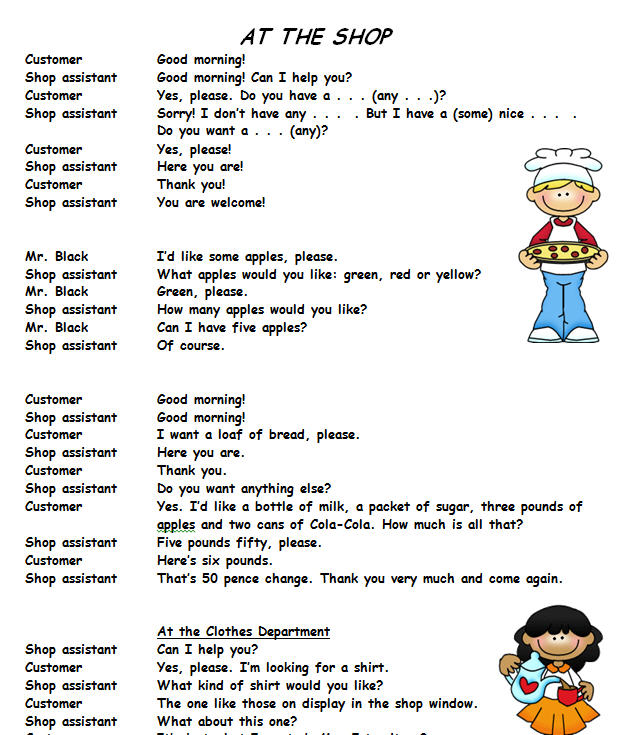 AT THE SHOP
Customer Good morning!
Shop assistant Good morning! Can I help you?
Customer Yes, please. Do you have a . . . (any . . .)?
Shop assistant Sorry! I don't have any . . . . But I have a (some) nice . . . .
Do you want a . . . (any)?
Customer Yes, please!
Shop assistant Here you are!
Customer Thank you!
Shop assistant You are welcome!
Mr. Black I'd like some apples, please.
Shop assistant What apples would you like: green, red or yellow?
Mr. Black Green, please.
Shop assistant How many apples would you like?
Mr. Black Can I have five apples?
Shop assistant Of course.
Customer Good morning!
Shop assistant Good morning!
Customer I want a loaf of bread, please.
Shop assistant Here you are.
Customer Thank you.
Shop assistant Do you want anything else?
Customer Yes. I'd like a bottle of milk, a packet of sugar, three pounds of
apples and two cans of Cola-Cola. How much is all that?
Shop assistant Five pounds fifty, please.
Customer Here's six pounds.
Shop assistant That's 50 pence change. Thank you very much and come again.
At the Clothes Department
Shop assistant Can I help you?
Customer Yes, please. I'm looking for a shirt.
Shop assistant What kind of shirt would you like?
Customer The one like those on display in the shop window.
Shop assistant What about this one?